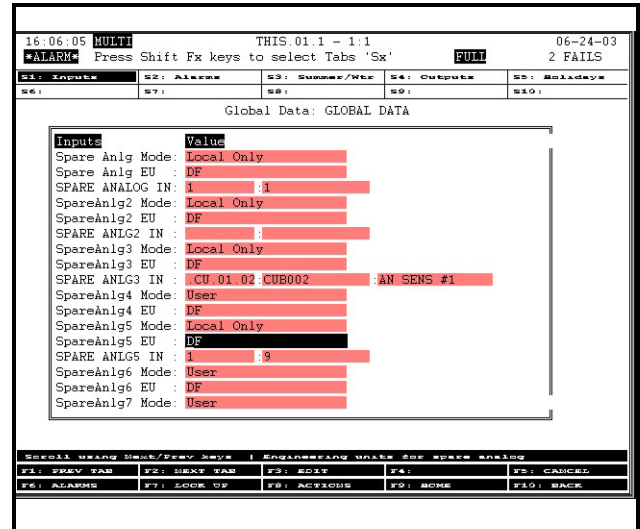 16:06:05 MULTI THIS.01.1 - 1:1 06-24-03
*ALARM* Press Shift Fx keys to select Tabs 'Sx' FULL 2 FAILS
S1: Inputs S2: Alarms S3: Summer/Wtr S4: Outputs S5: Holidays
S6: S7: S8: S9: S10:
Global Data: GLOBAL DATA
Inputs Value
Spare Anlg Mode: Local Only
Spare Anlg EU : DF
SPARE ANALOG IN: 1 :1
SpareAnlg2 Mode: Local Only
SpareAnlg2 EU : DF
SPARE ANLG2 IN : :
SpareAnlg3 Mode: Local Only
SpareAnlg3 EU : DF
SPARE ANLG3 IN : .CU.01.02:CUB002 :AN SENS #1
SpareAnlg4 Mode: User
SpareAnlg4 EU : DF
SpareAnlg5 Mode: Local Only
SpareAnlg5 EU : DF
SPARE ANLG5 IN : 1 :9
SpareAnlg6 Mode: User
SpareAnlg6 EU : DF
SpareAnlg7 Mode: User
Scroll using Next/Prev keys | Engineering units for spare analog
F1: PREV TAB F2: NEXT TAB F3: EDIT F4: F5: CANCEL
F6: ALARMS F7: LOOK UP F8: ACTIONS F9: HOME F10: BACK